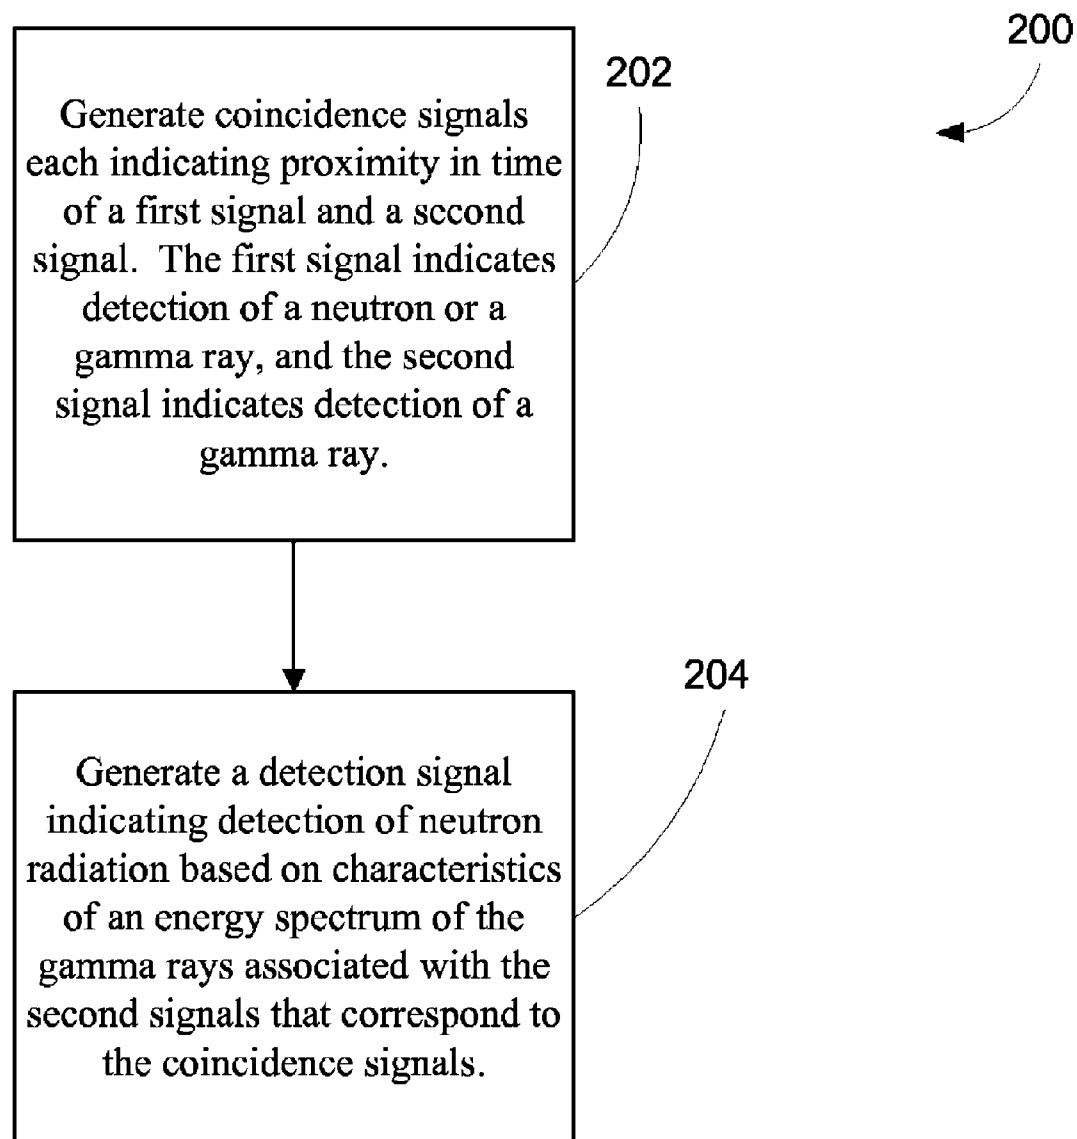 200
202
Generate coincidence signals
each indicating proximity in time
of a first signal and a second
signal. The first signal indicates
detection of a neutron or a
gamma ray, and the second
signal indicates detection of a
gamma ray.
204
Generate a detection signal
indicating detection of neutron
radiation based on characteristics
of an energy spectrum of the
gamma rays associated with the
second signals that correspond to
the coincidence signals.